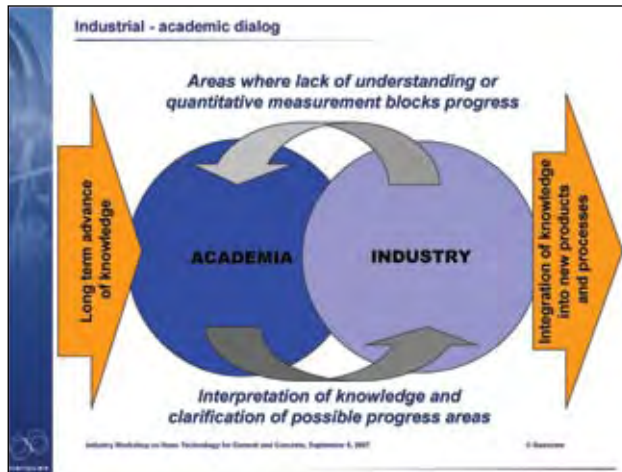 Industrial - academic dialog
Areas where lack of understanding or
quantitative measurement blocks progress
Long term advance
of knowledge
ACADEMIA
INDUSTRY
Integration of knowledge
into new products
and processes
Interpretation of knowledge and
clarification of possible progress areas
Industry Workshop on Nano Technology for Cement and Concrete, September 5, 2007
© Nanocem